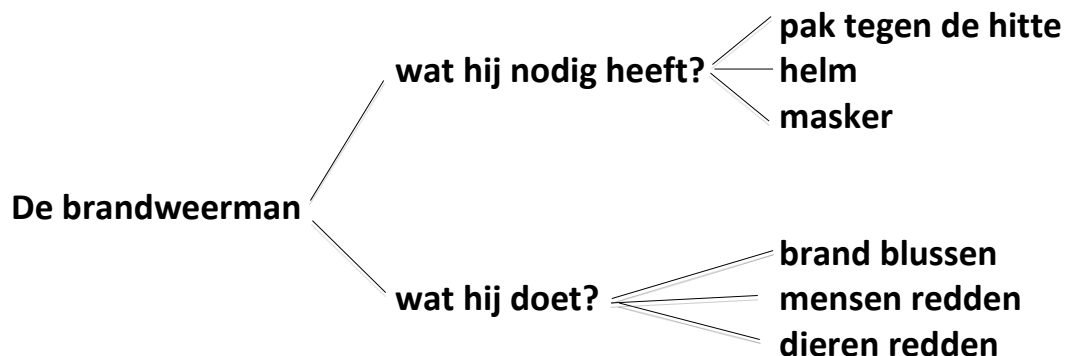 pak tegen de hitte
wat hij nodig heeft?
helm
masker
De brandweerman
brand blussen
wat hij doet?
mensen redden
dieren redden